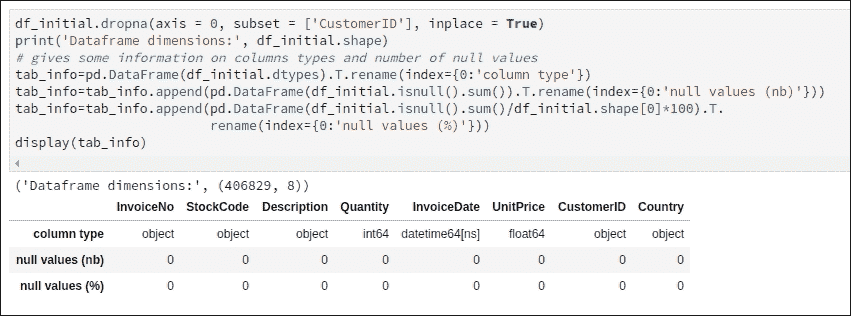 df_initial.dropna(axis = 0, subset = ['CustomerID'], inplace = True)
print('Dataframe dimensions:', df_initial.shape)
# gives some information on columns types and number of null values
tab_info=pd.DataFrame(df_initial.dtypes).T.rename(index={0:'column type'})
tab_info=tab_info.append(pd.DataFrame(df_initial.isnull().sum()).T.rename(index={0:'null values (nb)'}))
tab_info=tab_info.append(pd.DataFrame(df_initial.isnull().sum()/df_initial.shape[0]*100).T.
rename(index={0:'null values (%)'}))
display(tab_info)
('Dataframe dimensions:', (406829, 8))
InvoiceNo StockCode Description Quantity InvoiceDate UnitPrice CustomerID Country
column type object object object int64 datetime64[ns] float64 object object
null values (nb) 0 0 0 0 0 0 0 0
null values (%) 0 0 0 0 0 0 0 0